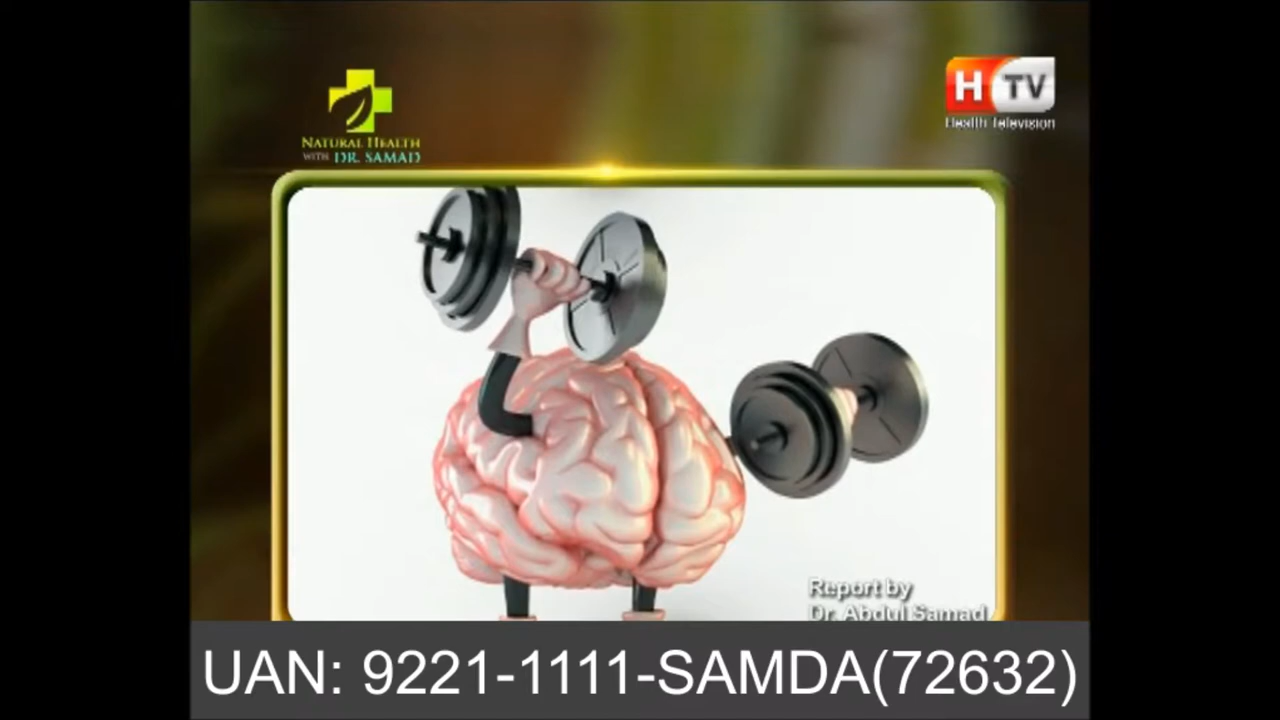 NATURAL HEALTH
WITH DR. SAMAD
H TV
Health Television
Report by
Dr. Abdul Samad
UAN: 9221-1111-SAMDA(72632)